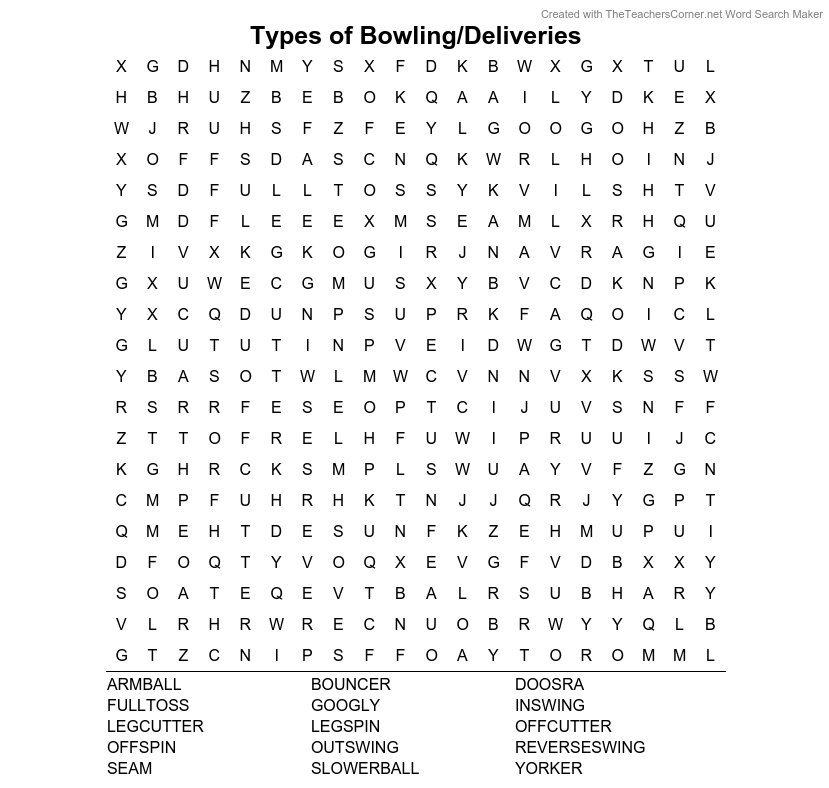 Created with TheTeachersCorner.net Word Search Maker
Types of Bowling/Deliveries
X G D H N M Y S X F D K B W X G X T U L
H B H U Z B E B O K Q A A I L Y D K E X
W J R U H S F Z F E Y L G O O G O H Z B
X O F F S D A S C N Q K W R L H O I N J
Y S D F U L L T O S S Y K V I L S H T V
G M D F L E E E X M S E A M L X R H Q U
Z I V X K G K O G I R J N A V R A G I E
G X U W E C G M U S X Y B V C D K N P K
Y X C Q D U N P S U P R K F A Q O I C L
G L U T U T I N P V E I D W G T D W V T
Y B A S O T W L M W C V N N V X K S S W
R S R R F E S E O P T C I J U V S N F F
Z T T O F R E L H F U W I P R U U I J C
K G H R C K S M P L S W U A Y V F Z G N
C M P F U H R H K T N J J Q R J Y G P T
Q M E H T D E S U N F K Z E H M U P U I
D F O Q T Y V O Q X E V G F V D B X X Y
S O A T E Q E V T B A L R S U B H A R Y
V L R H R W R E C N U O B R W Y Y Q L B
G T Z C N I P S F F O A Y T O R O M M L
ARMBALL BOUNCER DOOSRA
FULLTOSS GOOGLY INSWING
LEGCUTTER LEGSPIN OFFCUTTER
OFFSPIN OUTSWING REVERSESWING
SEAM SLOWERBALL YORKER